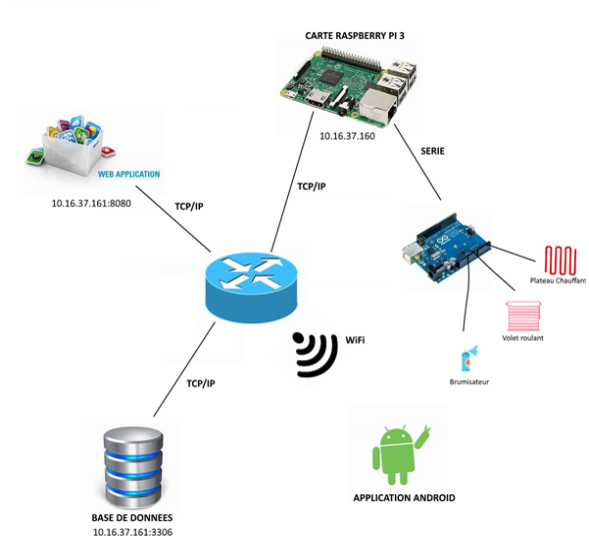 CARTE RASPBERRY PI 3
10.16.37.160
SERIE
WEB APPLICATION
TCP/IP
TCP/IP
10.16.37.161:8080
Plateau Chauffant
WiFi
Volet roulant
TCP/IP
Brumisateur
APPLICATION ANDROID
BASE DE DONNEES
10.16.37.161:3306